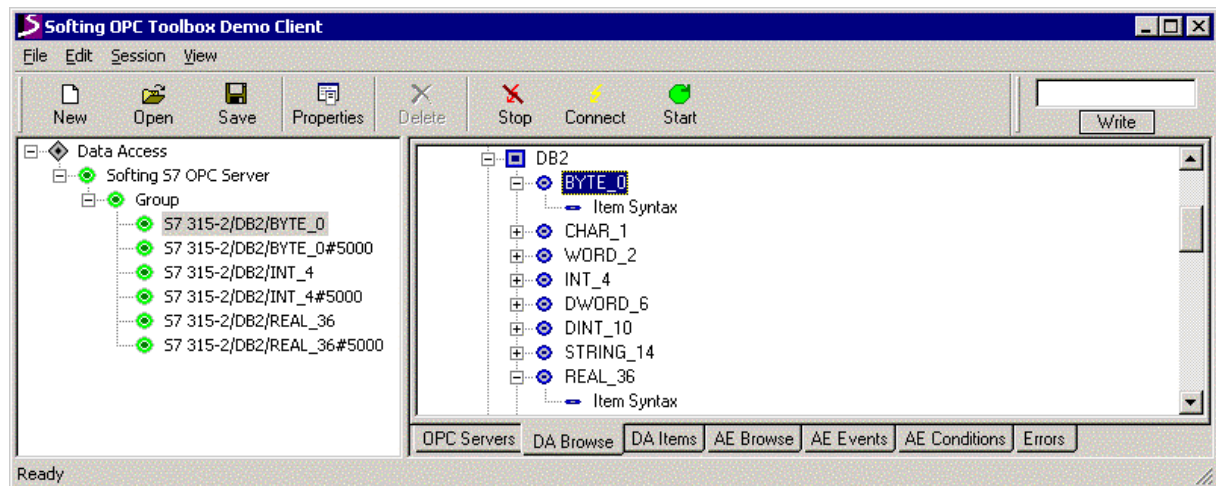 Softing OPC Toolbox Demo Client
File Edit Session View
New Open Save Properties Delete Stop Connect Start Write
Data Access
Softing S7 OPC Server
Group
S7 315-2/DB2/BYTE_0
S7 315-2/DB2/BYTE_0#5000
S7 315-2/DB2/INT_4
S7 315-2/DB2/INT_4#5000
S7 315-2/DB2/REAL_36
S7 315-2/DB2/REAL_36#5000
DB2
BYTE_0
Item Syntax
CHAR_1
WORD_2
INT_4
DWORD_6
DINT_10
STRING_14
REAL_36
Item Syntax
OPC Servers DA Browse DA Items AE Browse AE Events AE Conditions Errors
Ready